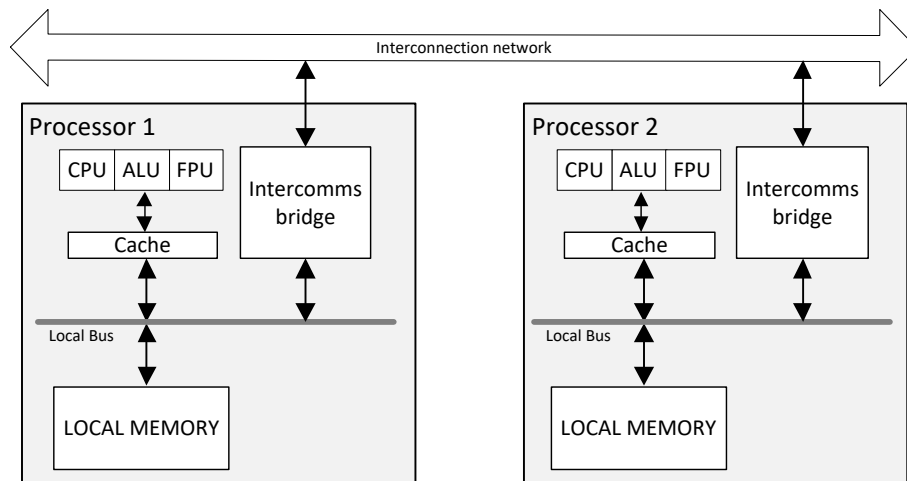 Interconnection network
Processor 1
CPU ALU FPU
Intercomms
bridge
Cache
Local Bus
LOCAL MEMORY
Processor 2
CPU ALU FPU
Intercomms
bridge
Cache
Local Bus
LOCAL MEMORY